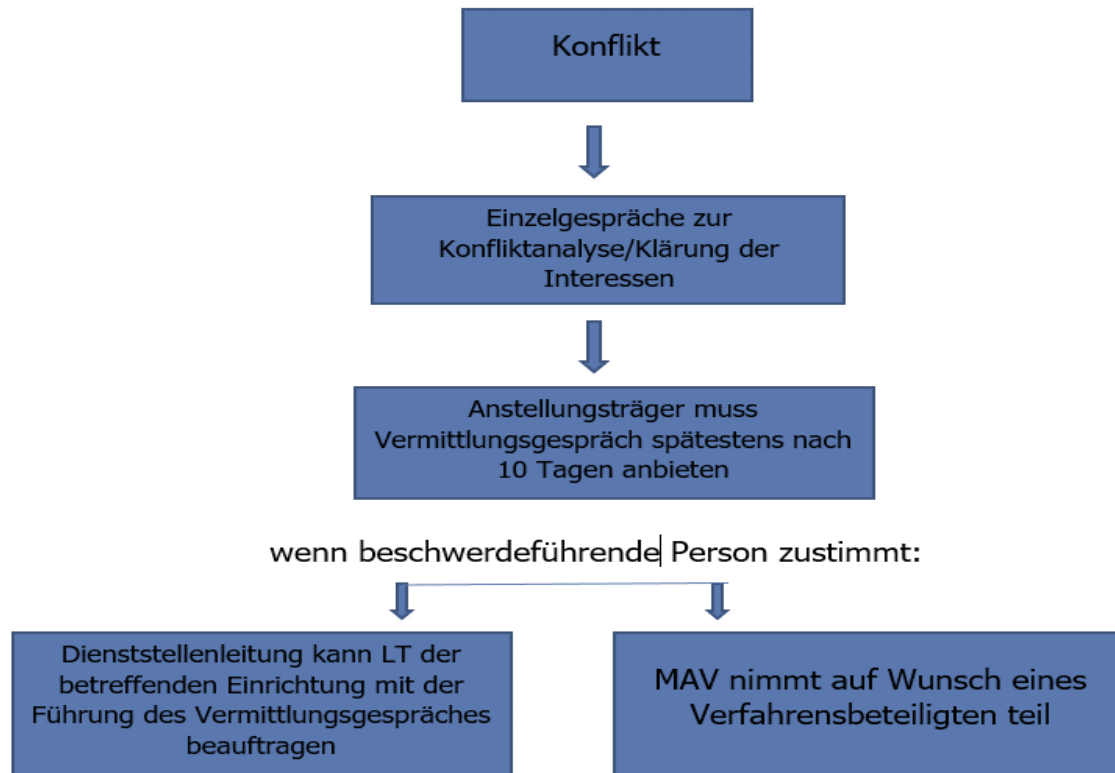 Konflikt
Einzelgespräche zur
Konfliktanalyse/Klärung der
Interessen
Anstellungsträger muss
Vermittlungsgespräch spätestens nach
10 Tagen anbieten
wenn beschwerdeführende Person zustimmt:
Dienststellenleitung kann LT der
betreffenden Einrichtung mit der
Führung des Vermittlungsgespräches
beauftragen
MAV nimmt auf Wunsch eines
Verfahrensbeteiligten teil